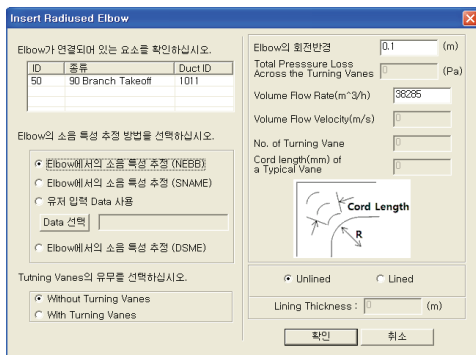 Insert Radiused Elbow
Elbow가 연결되어 있는 요소를 확인하십시오.
ID 종류 Duct ID
50 90 Branch Takeoff 1011
Elbow의 소음 특성 추정 방법을 선택하십시오.
Elbow에서의 소음 특성 추정 (NEBB)
Elbow에서의 소음 특성 추정 (SNAME)
유저 입력 Data 사용
Data 선택
Elbow에서의 소음 특성 추정 (DSME)
Tutning Vanes의 유무를 선택하십시오.
Without Turning Vanes
With Turning Vanes
Elbow의 회전반경 0.1 (m)
Total Presssure Loss
Across the Turning Vanes 0 (Pa)
Volume Flow Rate(m^3/h) 38285
Volume Flow Velocity(m/s) 0
No. of Turning Vane 0
Cord length(mm) of
a Typical Vane 0
Cord Length
R
Unlined Lined
Lining Thickness : 0 (m)
확인 취소